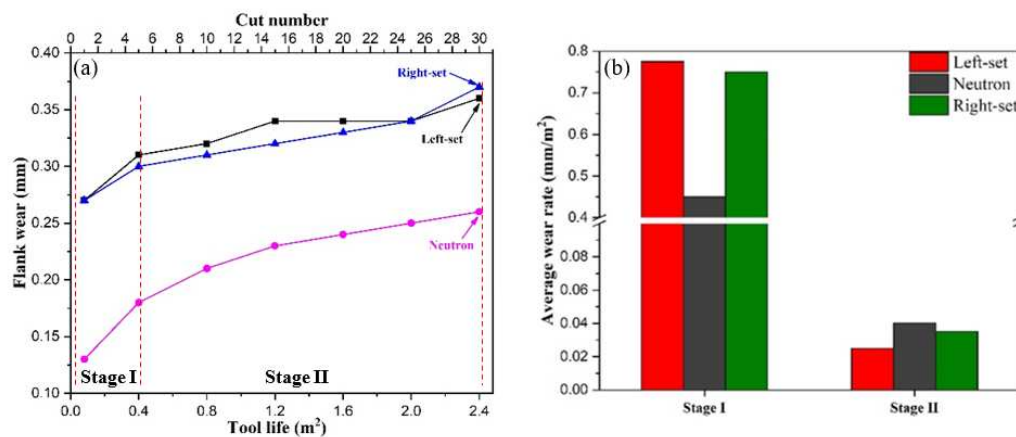 Cut number
0 2 4 6 8 10 12 14 16 18 20 22 24 26 28 30
(a)
0.40
0.35
0.30
0.25
0.20
0.15
0.10
Flank wear (mm)
Right-set
Left-set
Neutron
Stage I
Stage II
0.0 0.4 0.8 1.2 1.6 2.0 2.4
Tool life (m²)
(b)
Left-set
Neutron
Right-set
0.8
0.7
0.6
0.5
0.4
0.08
0.06
0.04
0.02
0.00
Average wear rate (mm/m²)
Stage I Stage II